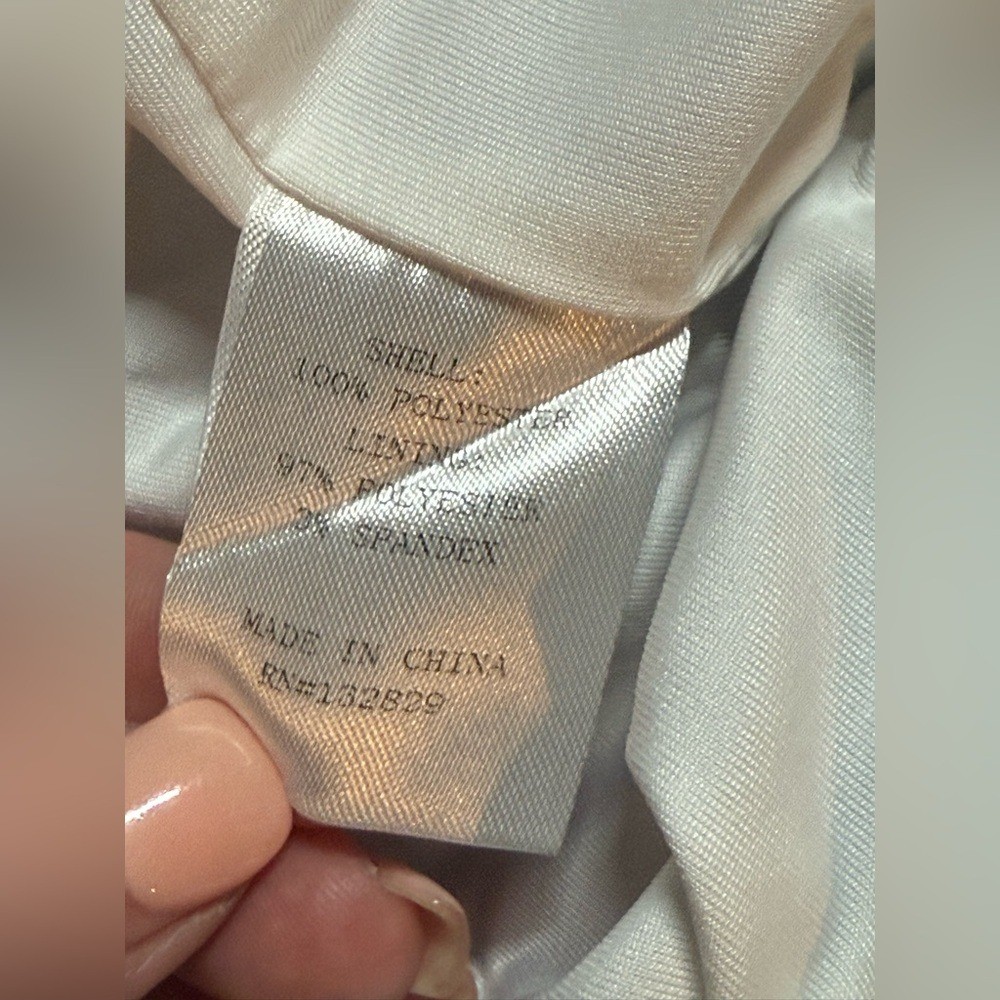 SHELL:
100% POLYESTER
LINING:
97% POLYESTER
3% SPANDEX
MADE IN CHINA
RN#132829